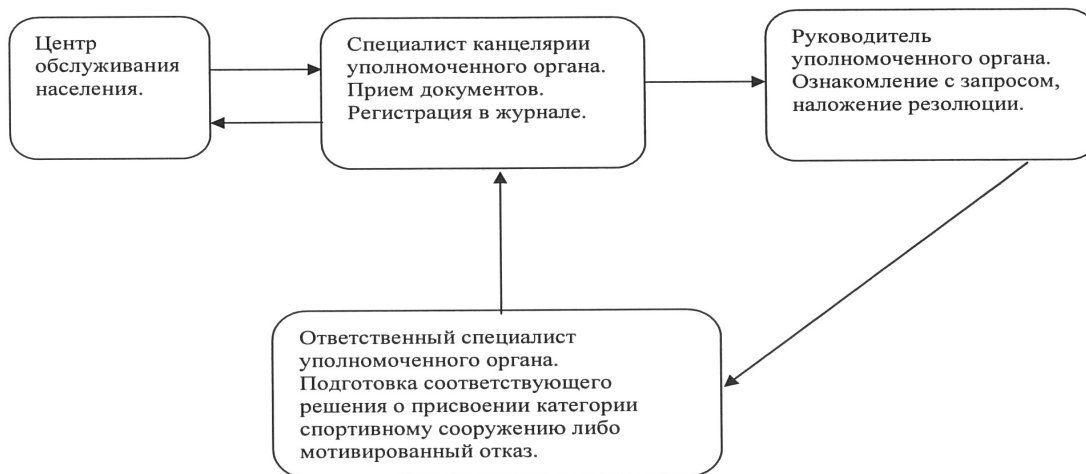 Центр
обслуживания
населения.
Специалист канцелярии
уполномоченного органа.
Прием документов.
Регистрация в журнале.
Руководитель
уполномоченного органа.
Ознакомление с запросом,
наложение резолюции.
Ответственный специалист
уполномоченного органа.
Подготовка соответствующего
решения о присвоении категории
спортивному сооружению либо
мотивированный отказ.